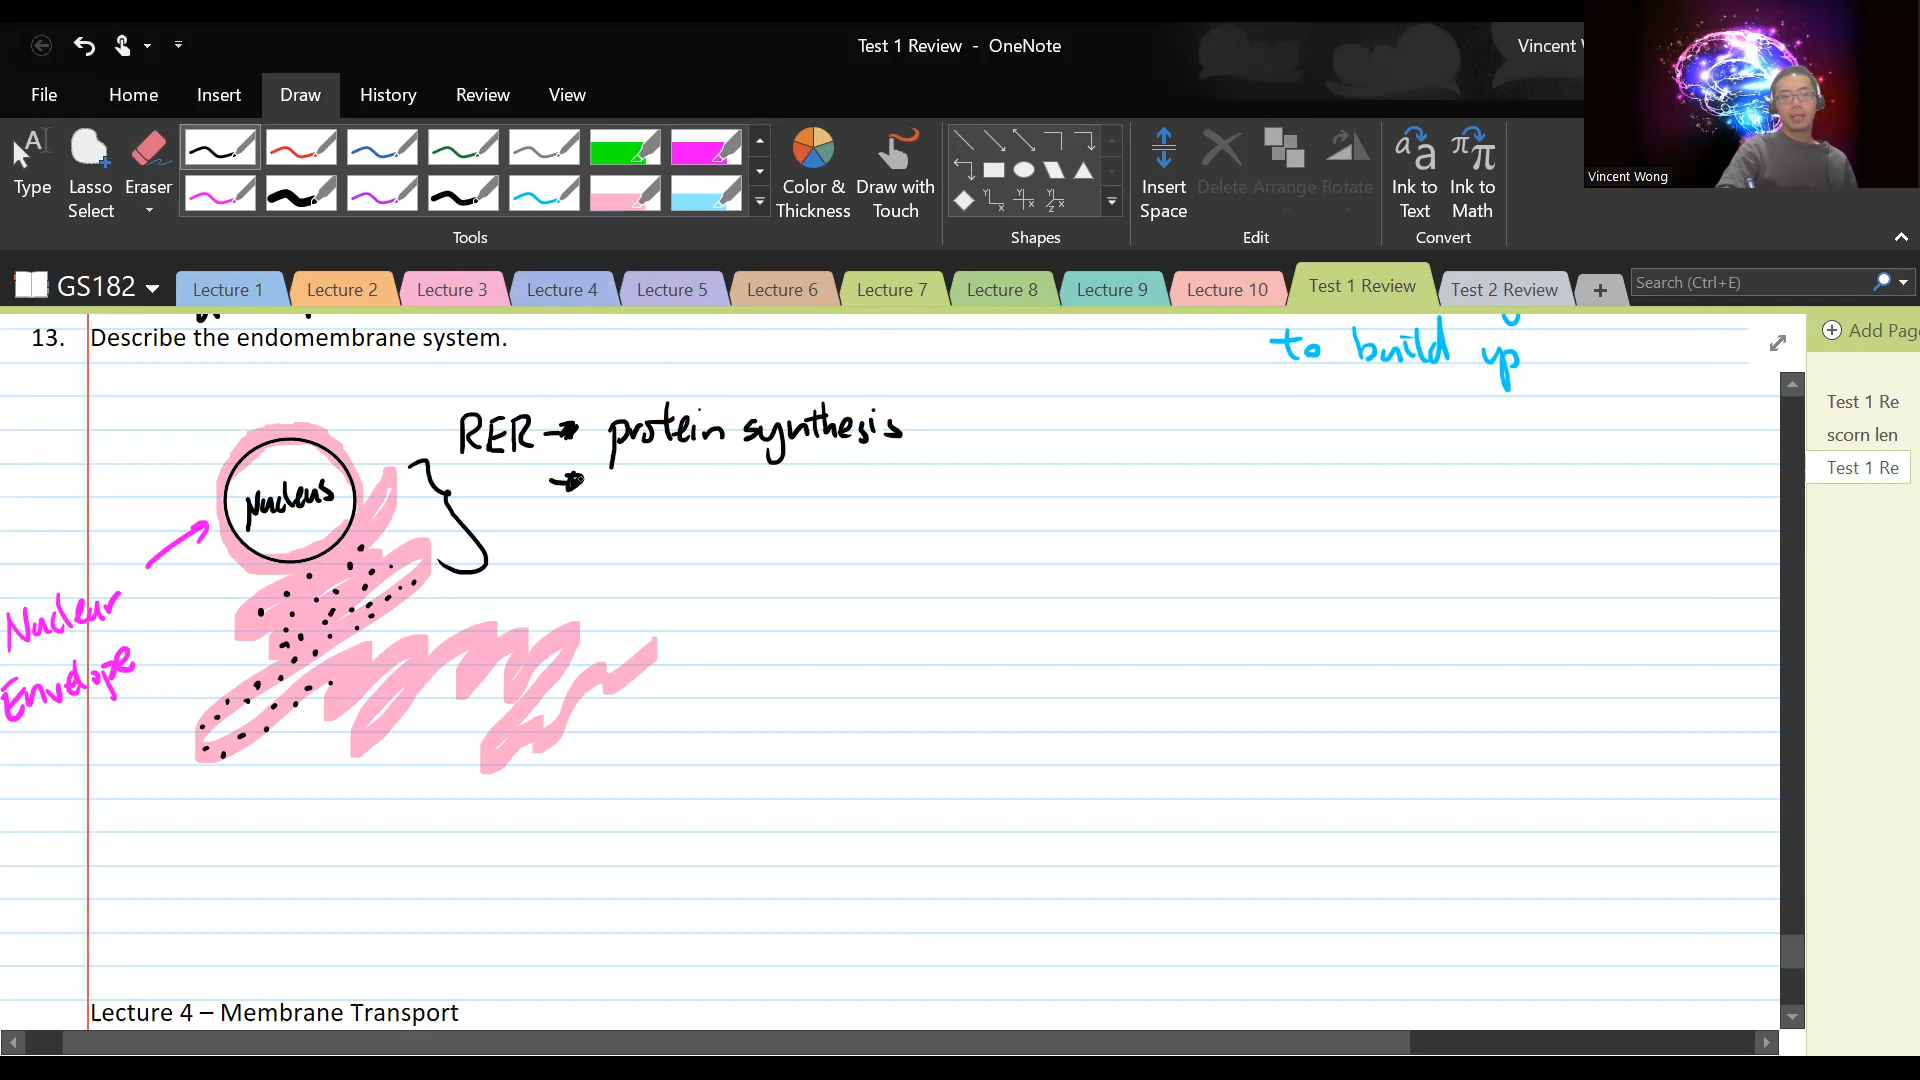 Test 1 Review - OneNote
Vincent W
File
Home
Insert
Draw
History
Review
View
Type
Lasso
Select
Eraser
Color &
Thickness
Draw with
Touch
Insert
Space
Delete
Arrange
Rotate
Ink to
Text
Ink to
Math
Tools
Shapes
Edit
Convert
Vincent Wong
GS182
Lecture 1
Lecture 2
Lecture 3
Lecture 4
Lecture 5
Lecture 6
Lecture 7
Lecture 8
Lecture 9
Lecture 10
Test 1 Review
Test 2 Review
Search (Ctrl+E)
Add Page
Test 1 Re
scorn len
Test 1 Re
13. Describe the endomembrane system.
to build up
RER → protein synthesis
→
Nucleus
Nuclear
Envelope
Lecture 4 – Membrane Transport